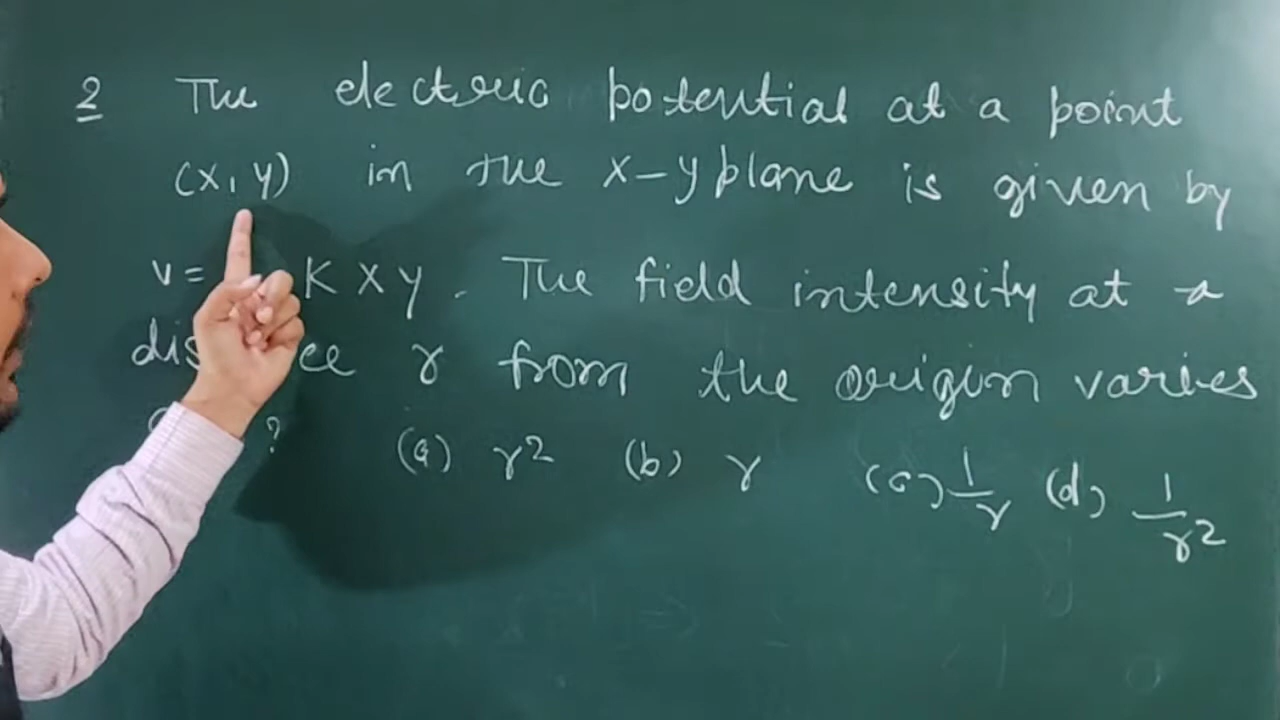 2 The electric potential at a point
(x, y) in the x-y plane is given by
V= K x y. The field intensity at a
r from the origin varies
? (a) r² (b) r (c) 1/r (d) 1/r²